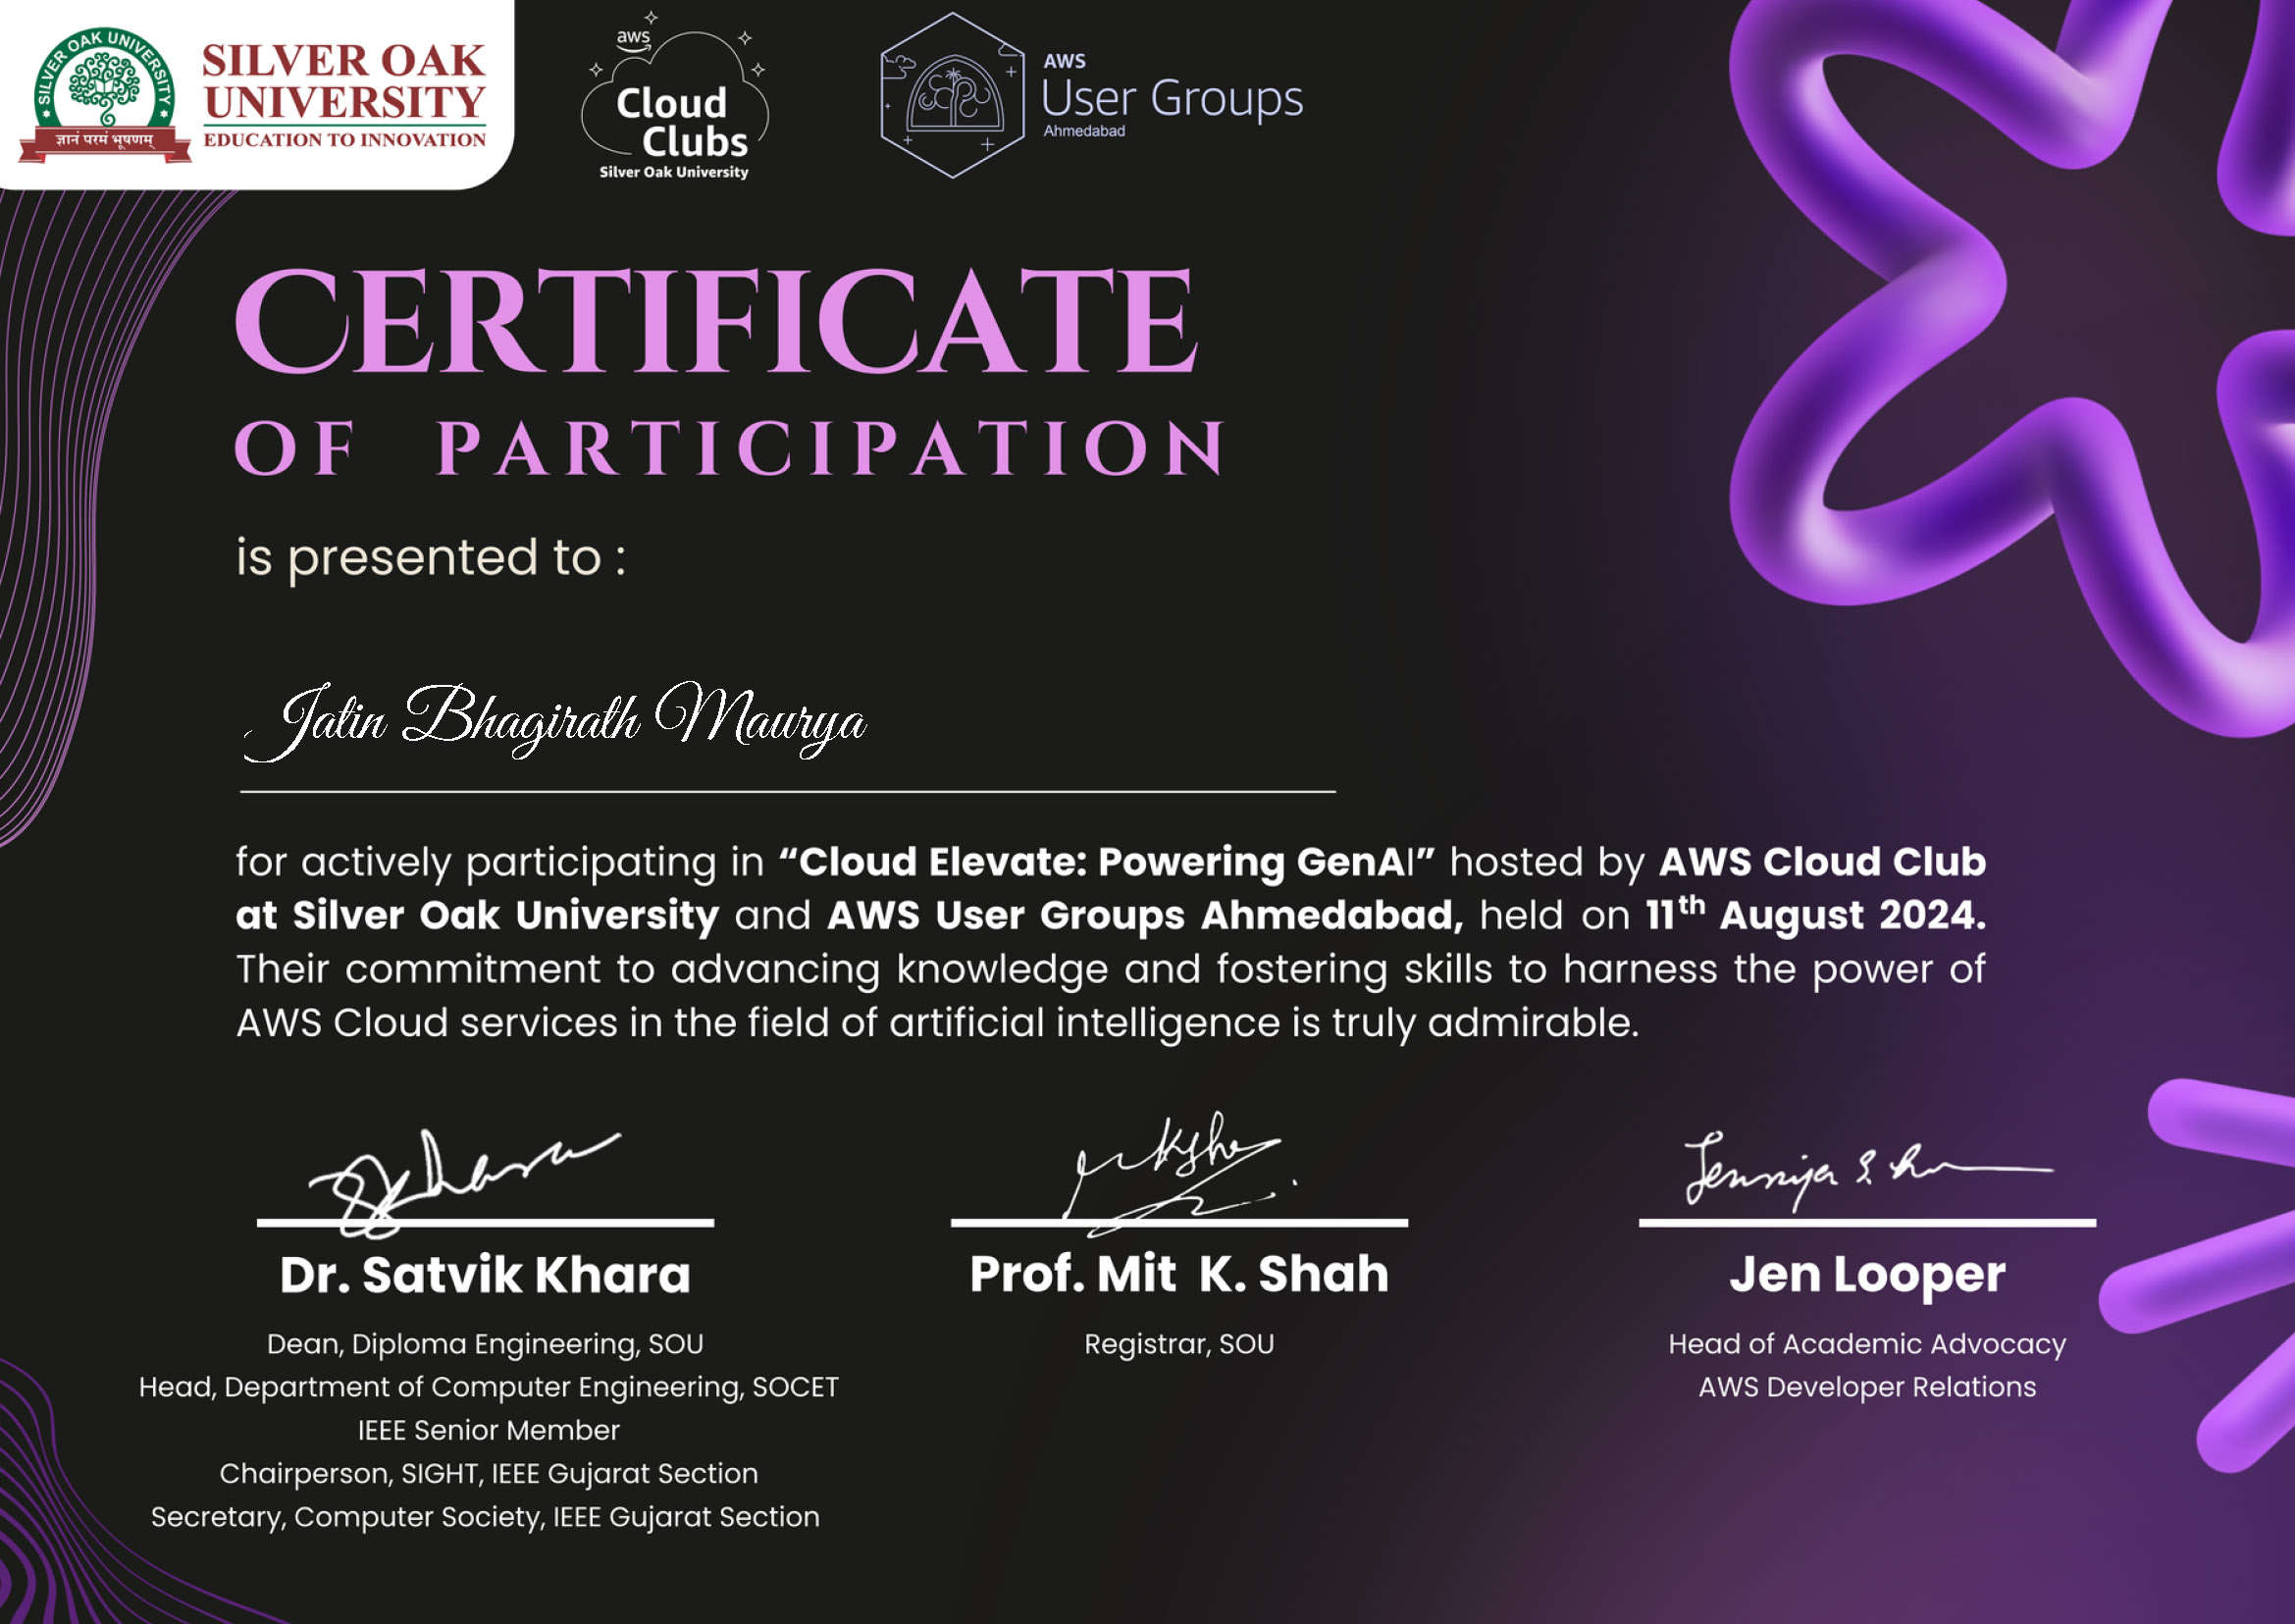 SILVER OAK UNIVERSITY
ज्ञानं परमं भूषणम्
SILVER OAK
UNIVERSITY
EDUCATION TO INNOVATION
aws
Cloud
Clubs
Silver Oak University
AWS
User Groups
Ahmedabad
CERTIFICATE
OF PARTICIPATION
is presented to :
Jatin Bhagirath Maurya
for actively participating in “Cloud Elevate: Powering GenAI” hosted by AWS Cloud Club
at Silver Oak University and AWS User Groups Ahmedabad, held on 11th August 2024.
Their commitment to advancing knowledge and fostering skills to harness the power of
AWS Cloud services in the field of artificial intelligence is truly admirable.
Dr. Satvik Khara
Dean, Diploma Engineering, SOU
Head, Department of Computer Engineering, SOCET
IEEE Senior Member
Chairperson, SIGHT, IEEE Gujarat Section
Secretary, Computer Society, IEEE Gujarat Section
Prof. Mit K. Shah
Registrar, SOU
Jen Looper
Head of Academic Advocacy
AWS Developer Relations